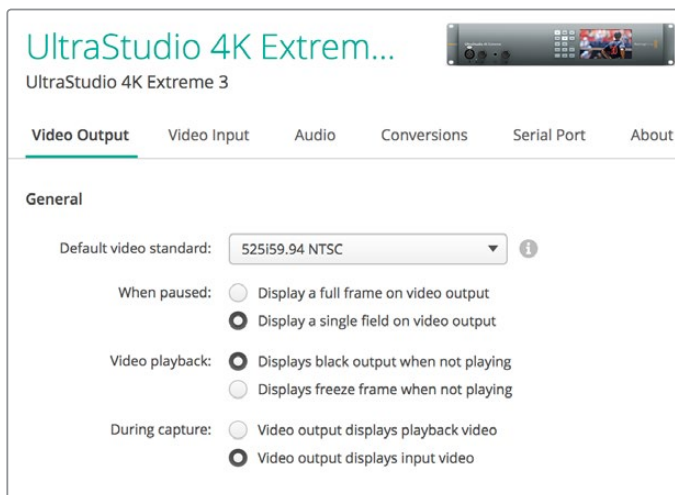 UltraStudio 4K Extrem...
UltraStudio 4K Extreme 3
Video Output Video Input Audio Conversions Serial Port About
General
Default video standard: 525i59.94 NTSC
When paused: Display a full frame on video output
Display a single field on video output
Video playback: Displays black output when not playing
Displays freeze frame when not playing
During capture: Video output displays playback video
Video output displays input video